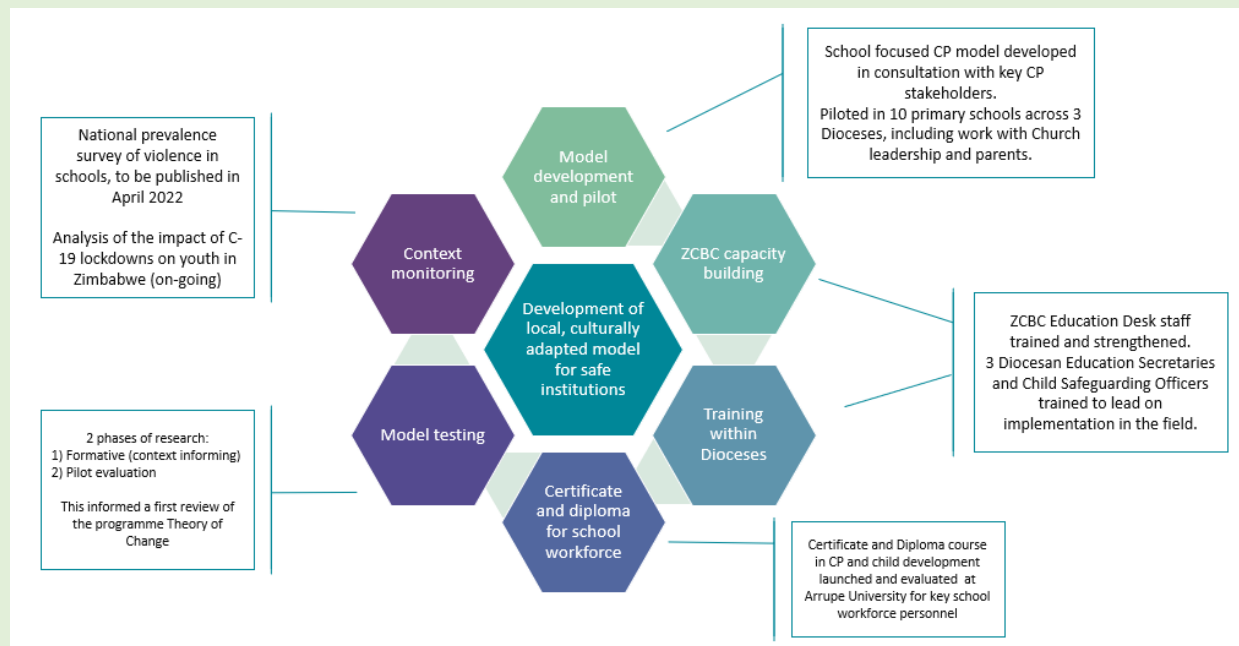 School focused CP model developed
in consultation with key CP
stakeholders.
Piloted in 10 primary schools across 3
Dioceses, including work with Church
leadership and parents.
National prevalence
survey of violence in
schools, to be published in
April 2022
Analysis of the impact of C-
19 lockdowns on youth in
Zimbabwe (on-going)
Model
development
and pilot
Context
monitoring
ZCBC capacity
building
Development of
local, culturally
adapted model
for safe
institutions
ZCBC Education Desk staff
trained and strengthened.
3 Diocesan Education Secretaries
and Child Safeguarding Officers
trained to lead on
implementation in the field.
Model testing
Training
within
Dioceses
2 phases of research:
1) Formative (context informing)
2) Pilot evaluation
This informed a first review of
the programme Theory of
Change
Certificate
and diploma
for school
workforce
Certificate and Diploma course
in CP and child development
launched and evaluated at
Arrupe University for key school
workforce personnel